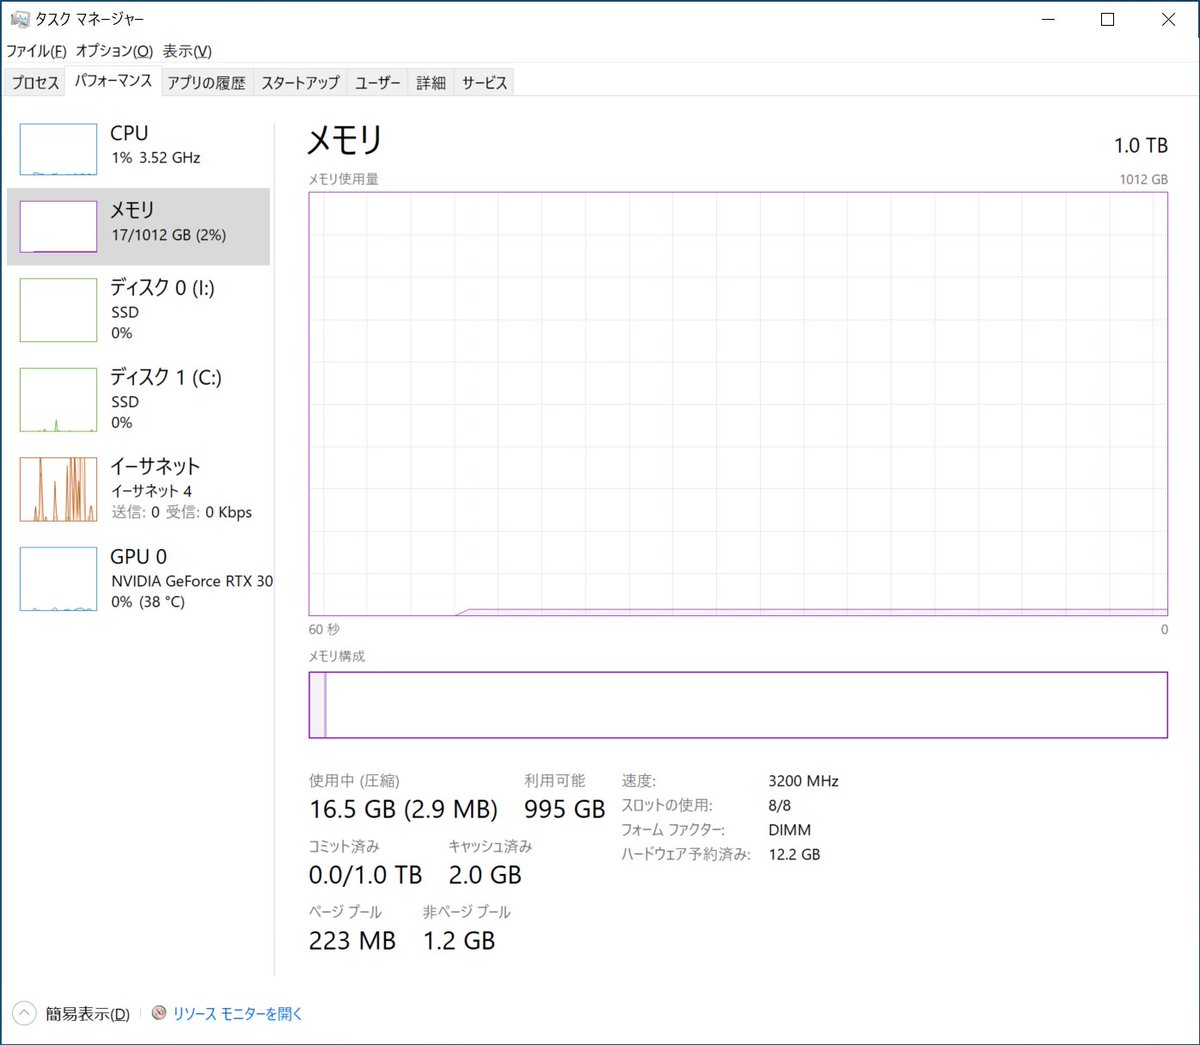 タスク マネージャー
ファイル(F) オプション(O) 表示(V)
プロセス パフォーマンス アプリの履歴 スタートアップ ユーザー 詳細 サービス
CPU
1% 3.52 GHz
メモリ
17/1012 GB (2%)
ディスク 0 (I:)
SSD
0%
ディスク 1 (C:)
SSD
0%
イーサネット
イーサネット 4
送信: 0 受信: 0 Kbps
GPU 0
NVIDIA GeForce RTX 30
0% (38 °C)
メモリ 1.0 TB
メモリ使用量 1012 GB
60 秒 0
メモリ構成
使用中 (圧縮) 利用可能
16.5 GB (2.9 MB) 995 GB
コミット済み キャッシュ済み
0.0/1.0 TB 2.0 GB
ページ プール 非ページ プール
223 MB 1.2 GB
速度: 3200 MHz
スロットの使用: 8/8
フォーム ファクター: DIMM
ハードウェア予約済み: 12.2 GB
簡易表示(D) リソース モニターを開く